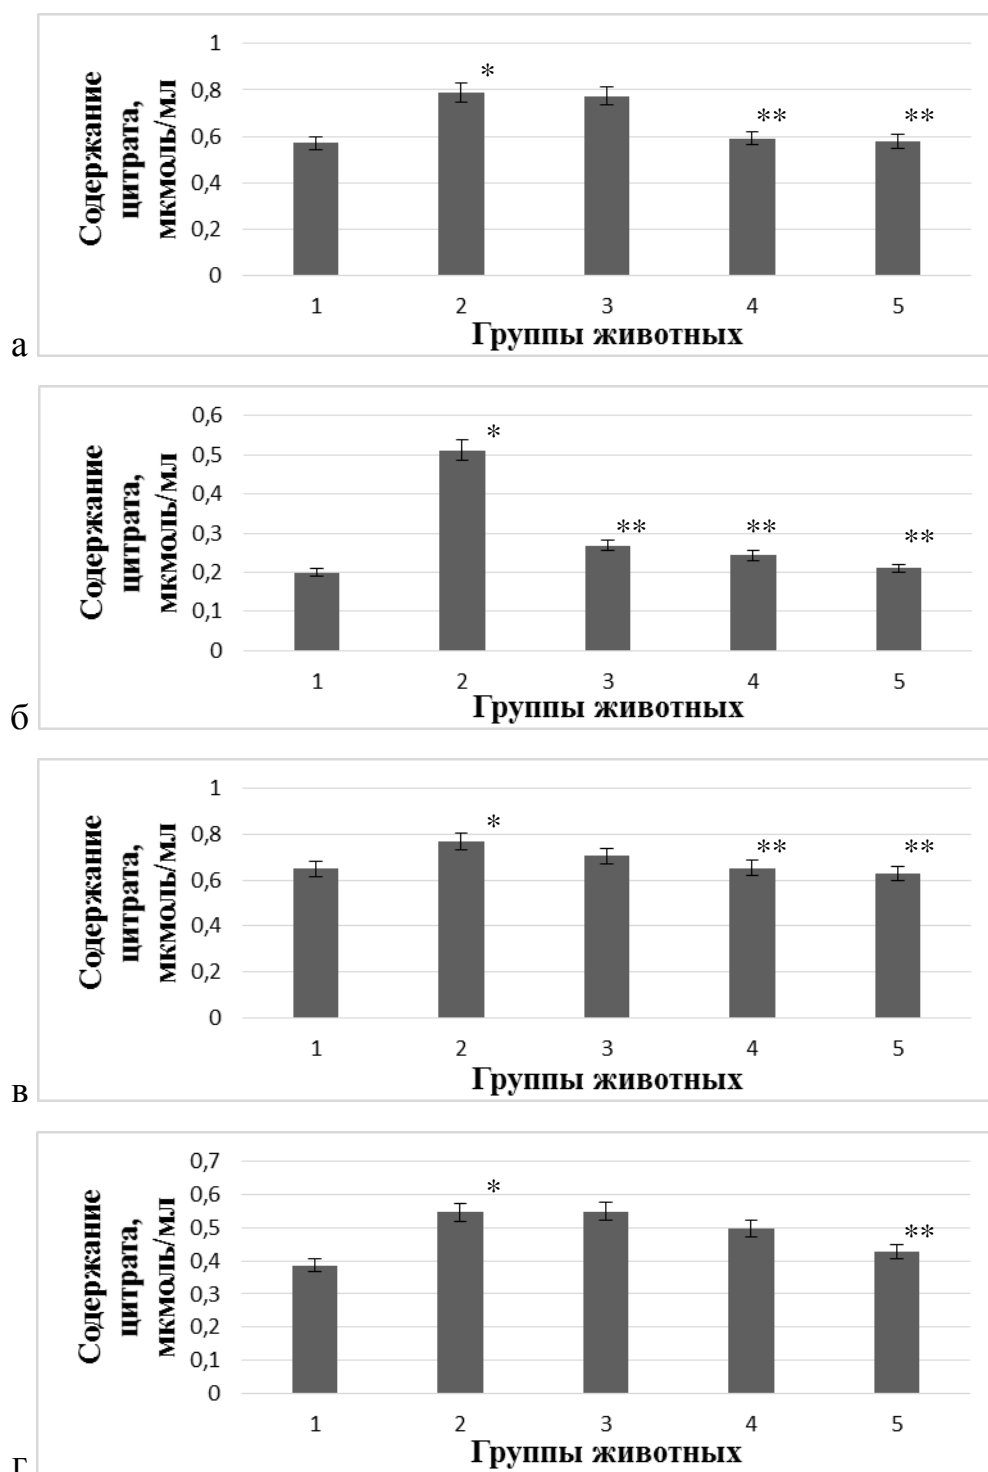 Содержание
цитрата,
мкмоль/мл
1
0,8
0,6
0,4
0,2
0
*
**
**
1 2 3 4 5
Группы животных
а
Содержание
цитрата,
мкмоль/мл
0,6
0,5
0,4
0,3
0,2
0,1
0
*
**
**
**
1 2 3 4 5
Группы животных
б
Содержание
цитрата,
мкмоль/мл
1
0,8
0,6
0,4
0,2
0
*
**
**
1 2 3 4 5
Группы животных
в
Содержание
цитрата,
мкмоль/мл
0,7
0,6
0,5
0,4
0,3
0,2
0,1
0
*
**
1 2 3 4 5
Группы животных
г